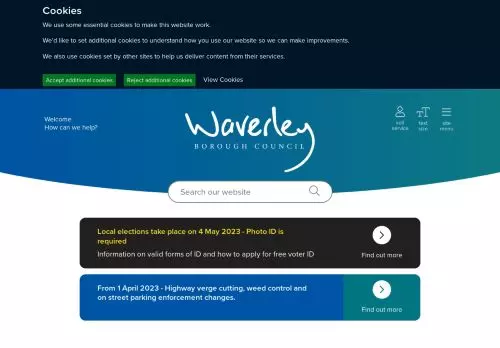 Cookies
We use some essential cookies to make this website work.
We'd like set additional cookies to understand how you use our website so we can make improvements.
We also use cookies set by other sites to help us deliver content from their services.
Accept additional cookies
Reject additional cookies
View Cookies
Welcome
How can we help?
Waverley
BOROUGH COUNCIL
self
service
text
size
site
menu
Search our website
Local elections take place on 4 May 2023 - Photo ID is
required
Information on valid forms of ID and how to apply for free voter ID
Find out more
From 1 April 2023 - Highway verge cutting, weed control and
on street parking enforcement changes.
Find out more